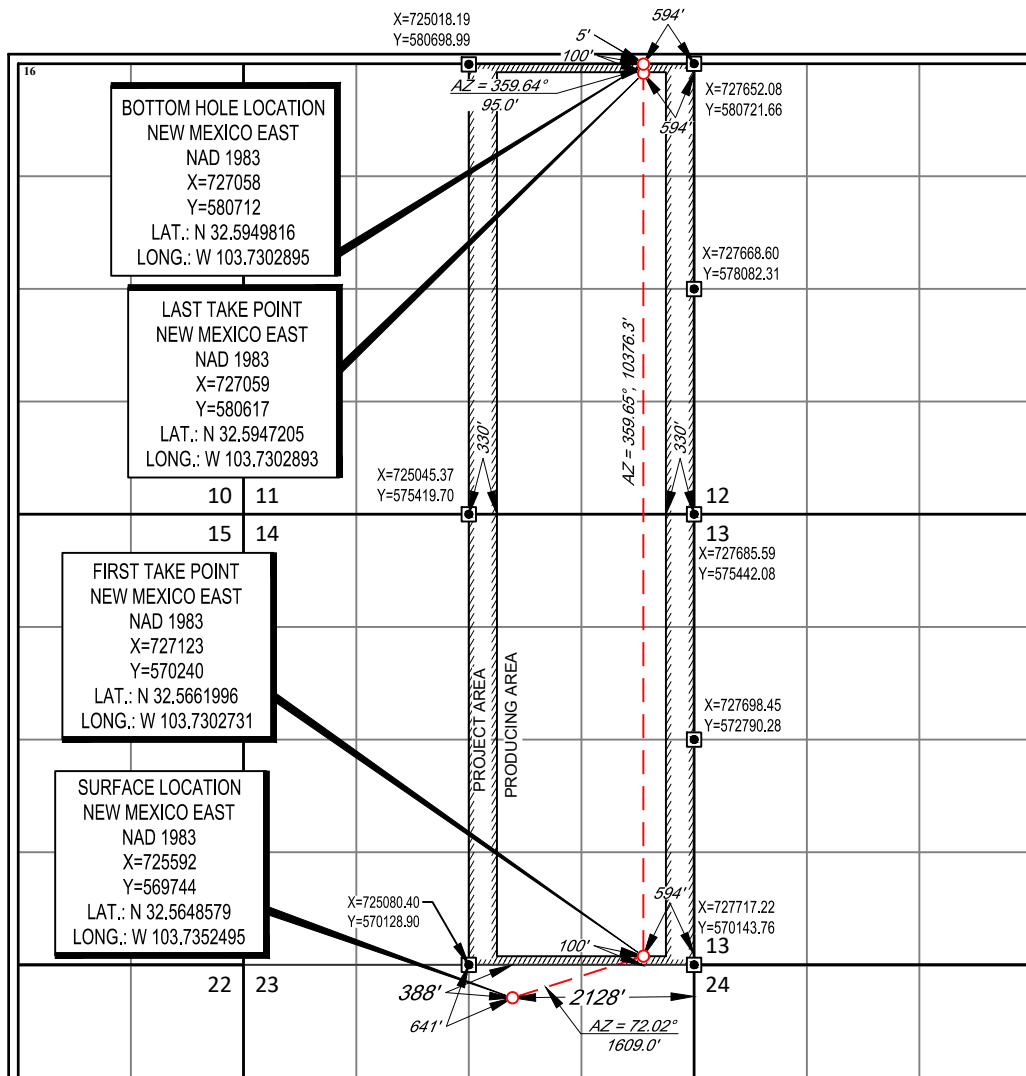 594'
X=725018.19
Y=580698.99
5'
100'
16
AZ = 359.64°
95.0'
X=727652.08
Y=580721.66
594'
BOTTOM HOLE LOCATION
NEW MEXICO EAST
NAD 1983
X=727058
Y=580712
LAT.: N 32.5949816
LONG.: W 103.7302895
X=727668.60
Y=578082.31
LAST TAKE POINT
NEW MEXICO EAST
NAD 1983
X=727059
Y=580617
LAT.: N 32.5947205
LONG.: W 103.7302893
AZ = 359.65°, 10376.3'
330'
330'
X=725045.37
Y=575419.70
10 11
12
15 14
13
X=727685.59
Y=575442.08
FIRST TAKE POINT
NEW MEXICO EAST
NAD 1983
X=727123
Y=570240
LAT.: N 32.5661996
LONG.: W 103.7302731
PROJECT AREA
PRODUCING AREA
X=727698.45
Y=572790.28
SURFACE LOCATION
NEW MEXICO EAST
NAD 1983
X=725592
Y=569744
LAT.: N 32.5648579
LONG.: W 103.7352495
X=725080.40
Y=570128.90
594'
X=727717.22
Y=570143.76
100'
13
22 23
24
388'
2128'
641'
AZ = 72.02°
1609.0'